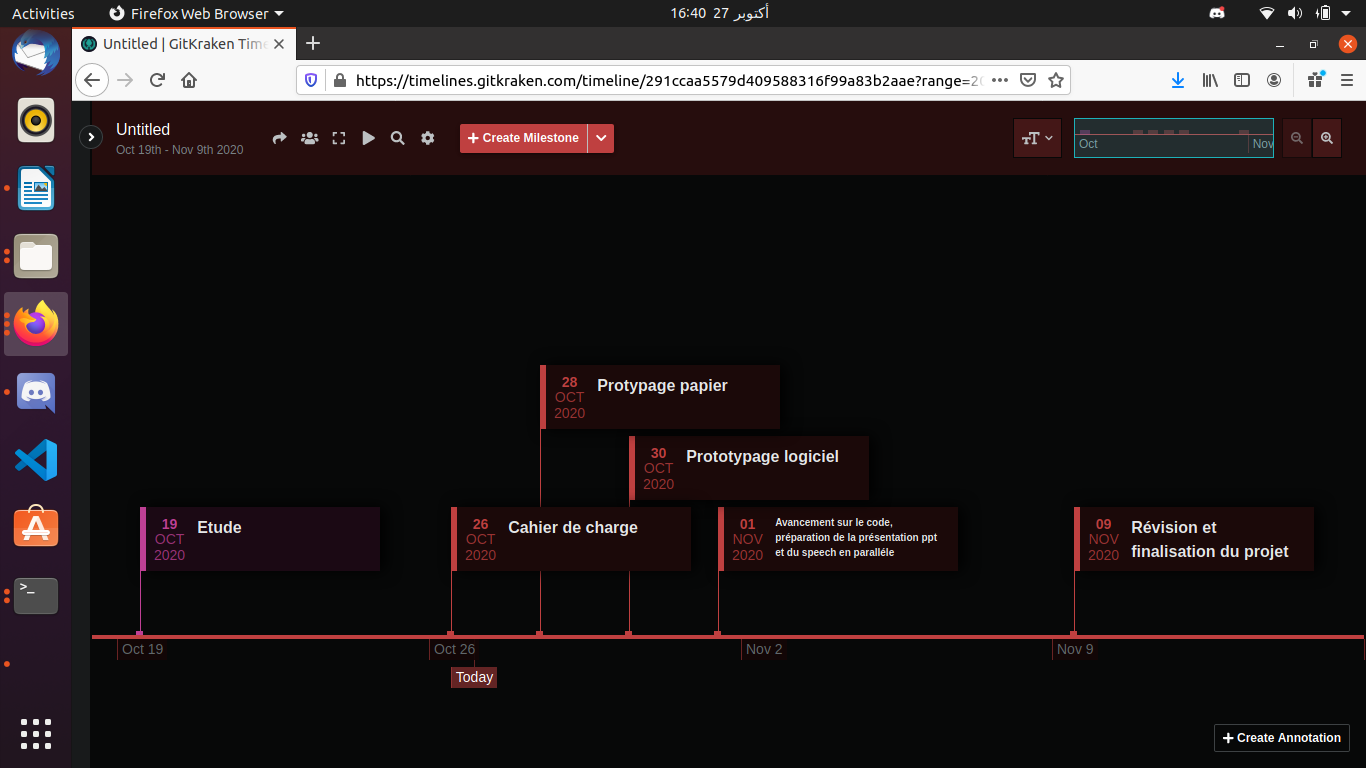 Activities
Firefox Web Browser
16:40 27 أكتوبر
Untitled | GitKraken Time
https://timelines.gitkraken.com/timeline/291ccaa5579d409588316f99a83b2aae?range=20
Untitled
Oct 19th - Nov 9th 2020
Create Milestone
TT
Oct
Nov
28
OCT
2020
Protypage papier
30
OCT
2020
Prototypage logiciel
19
OCT
2020
Etude
26
OCT
2020
Cahier de charge
01
NOV
2020
Avancement sur le code,
préparation de la présentation ppt
et du speech en paralléle
09
NOV
2020
Révision et
finalisation du projet
Oct 19
Oct 26
Nov 2
Nov 9
Today
Create Annotation